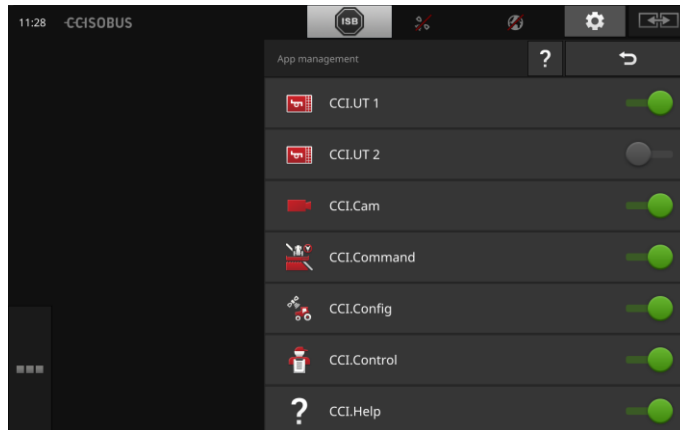 11:28 CCISOBUS
ISB
App management ?
CCI.UT 1
CCI.UT 2
CCI.Cam
CCI.Command
CCI.Config
CCI.Control
? CCI.Help